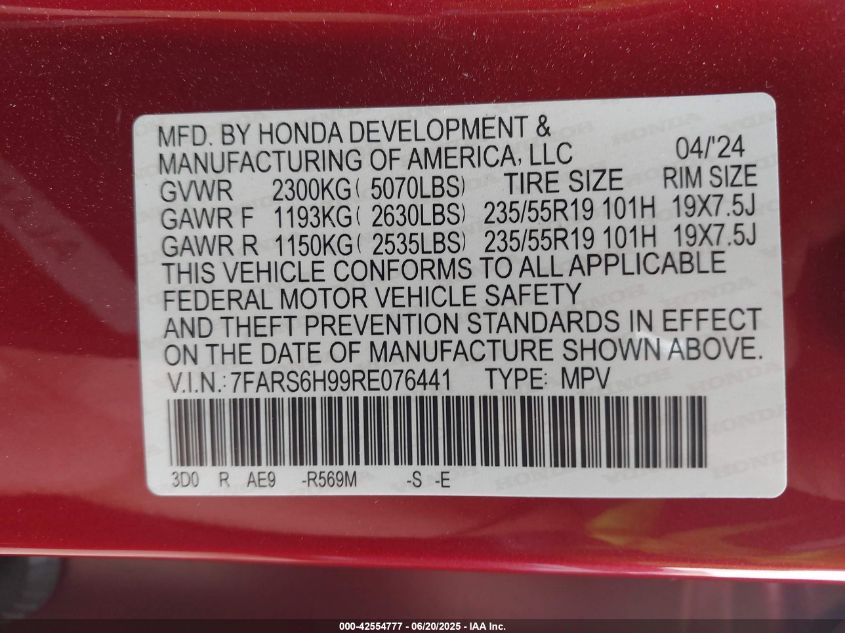 MFD. BY HONDA DEVELOPMENT &
MANUFACTURING OF AMERICA, LLC 04/'24
GVWR 2300KG( 5070LBS) TIRE SIZE RIM SIZE
GAWR F 1193KG( 2630LBS) 235/55R19 101H 19X7.5J
GAWR R 1150KG( 2535LBS) 235/55R19 101H 19X7.5J
THIS VEHICLE CONFORMS TO ALL APPLICABLE
FEDERAL MOTOR VEHICLE SAFETY
AND THEFT PREVENTION STANDARDS IN EFFECT
ON THE DATE OF MANUFACTURE SHOWN ABOVE.
V.I.N.: 7FARS6H99RE076441 TYPE: MPV
3D0 R AE9 -R569M -S -E
000-42554777 - 06/20/2025 - IAA Inc.